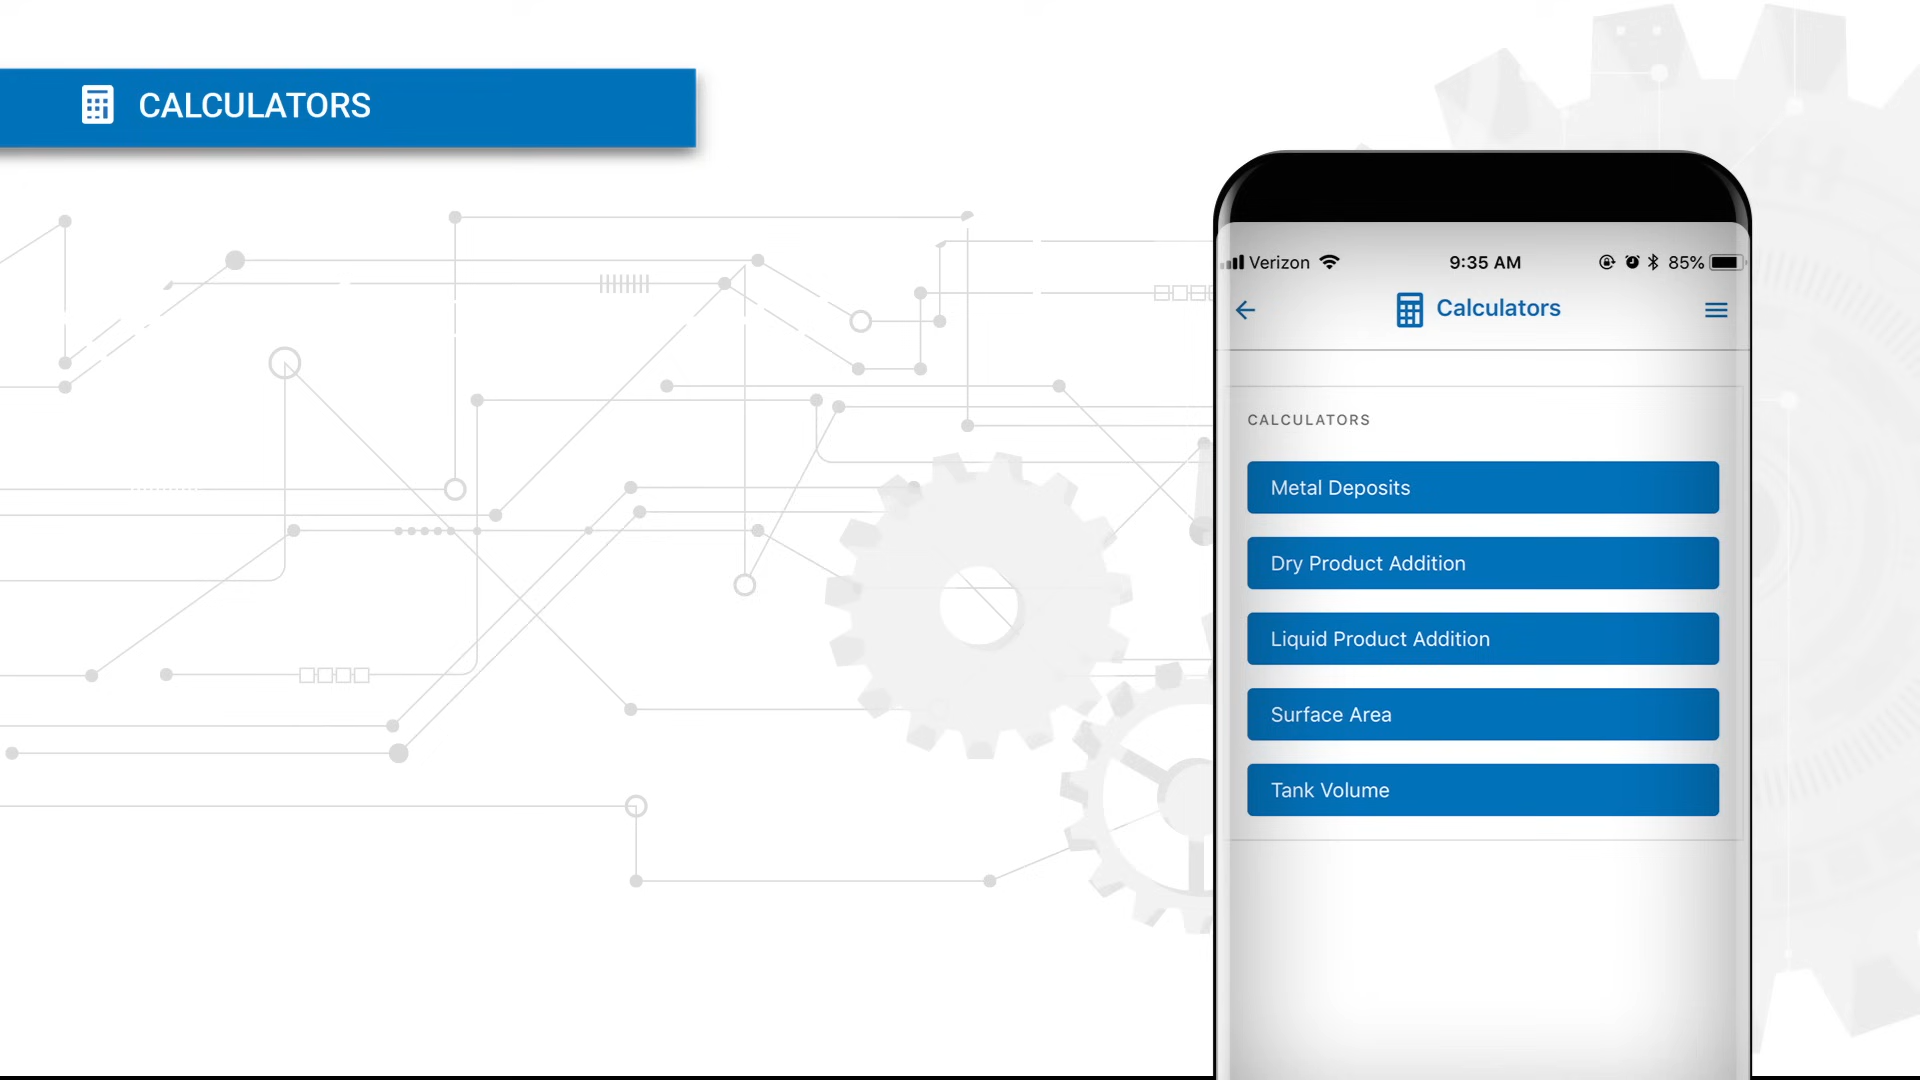 CALCULATORS
Verizon 9:35 AM 85%
Calculators
CALCULATORS
Metal Deposits
Dry Product Addition
Liquid Product Addition
Surface Area
Tank Volume